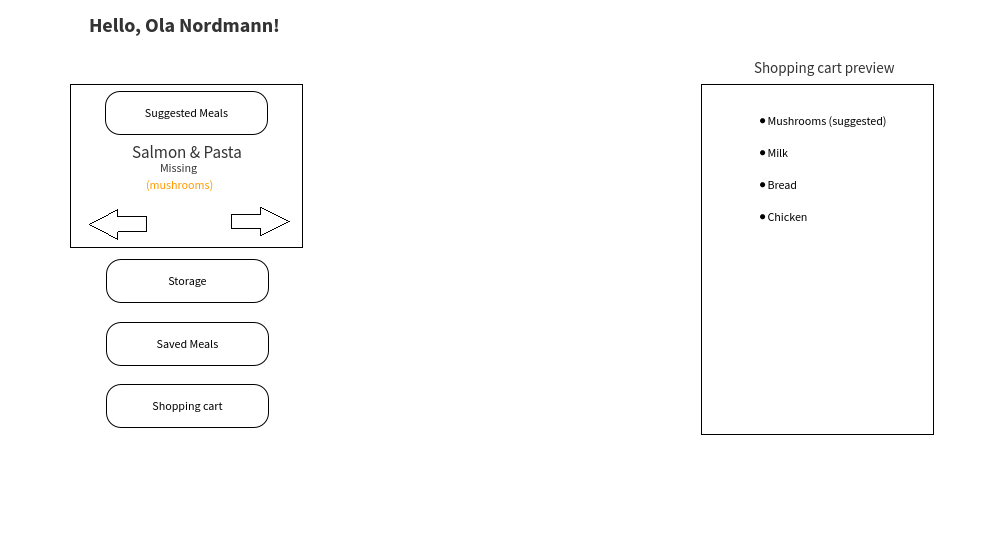 Hello, Ola Nordmann!
Suggested Meals
Salmon & Pasta
Missing
(mushrooms)
Storage
Saved Meals
Shopping cart
Shopping cart preview
Mushrooms (suggested)
Milk
Bread
Chicken